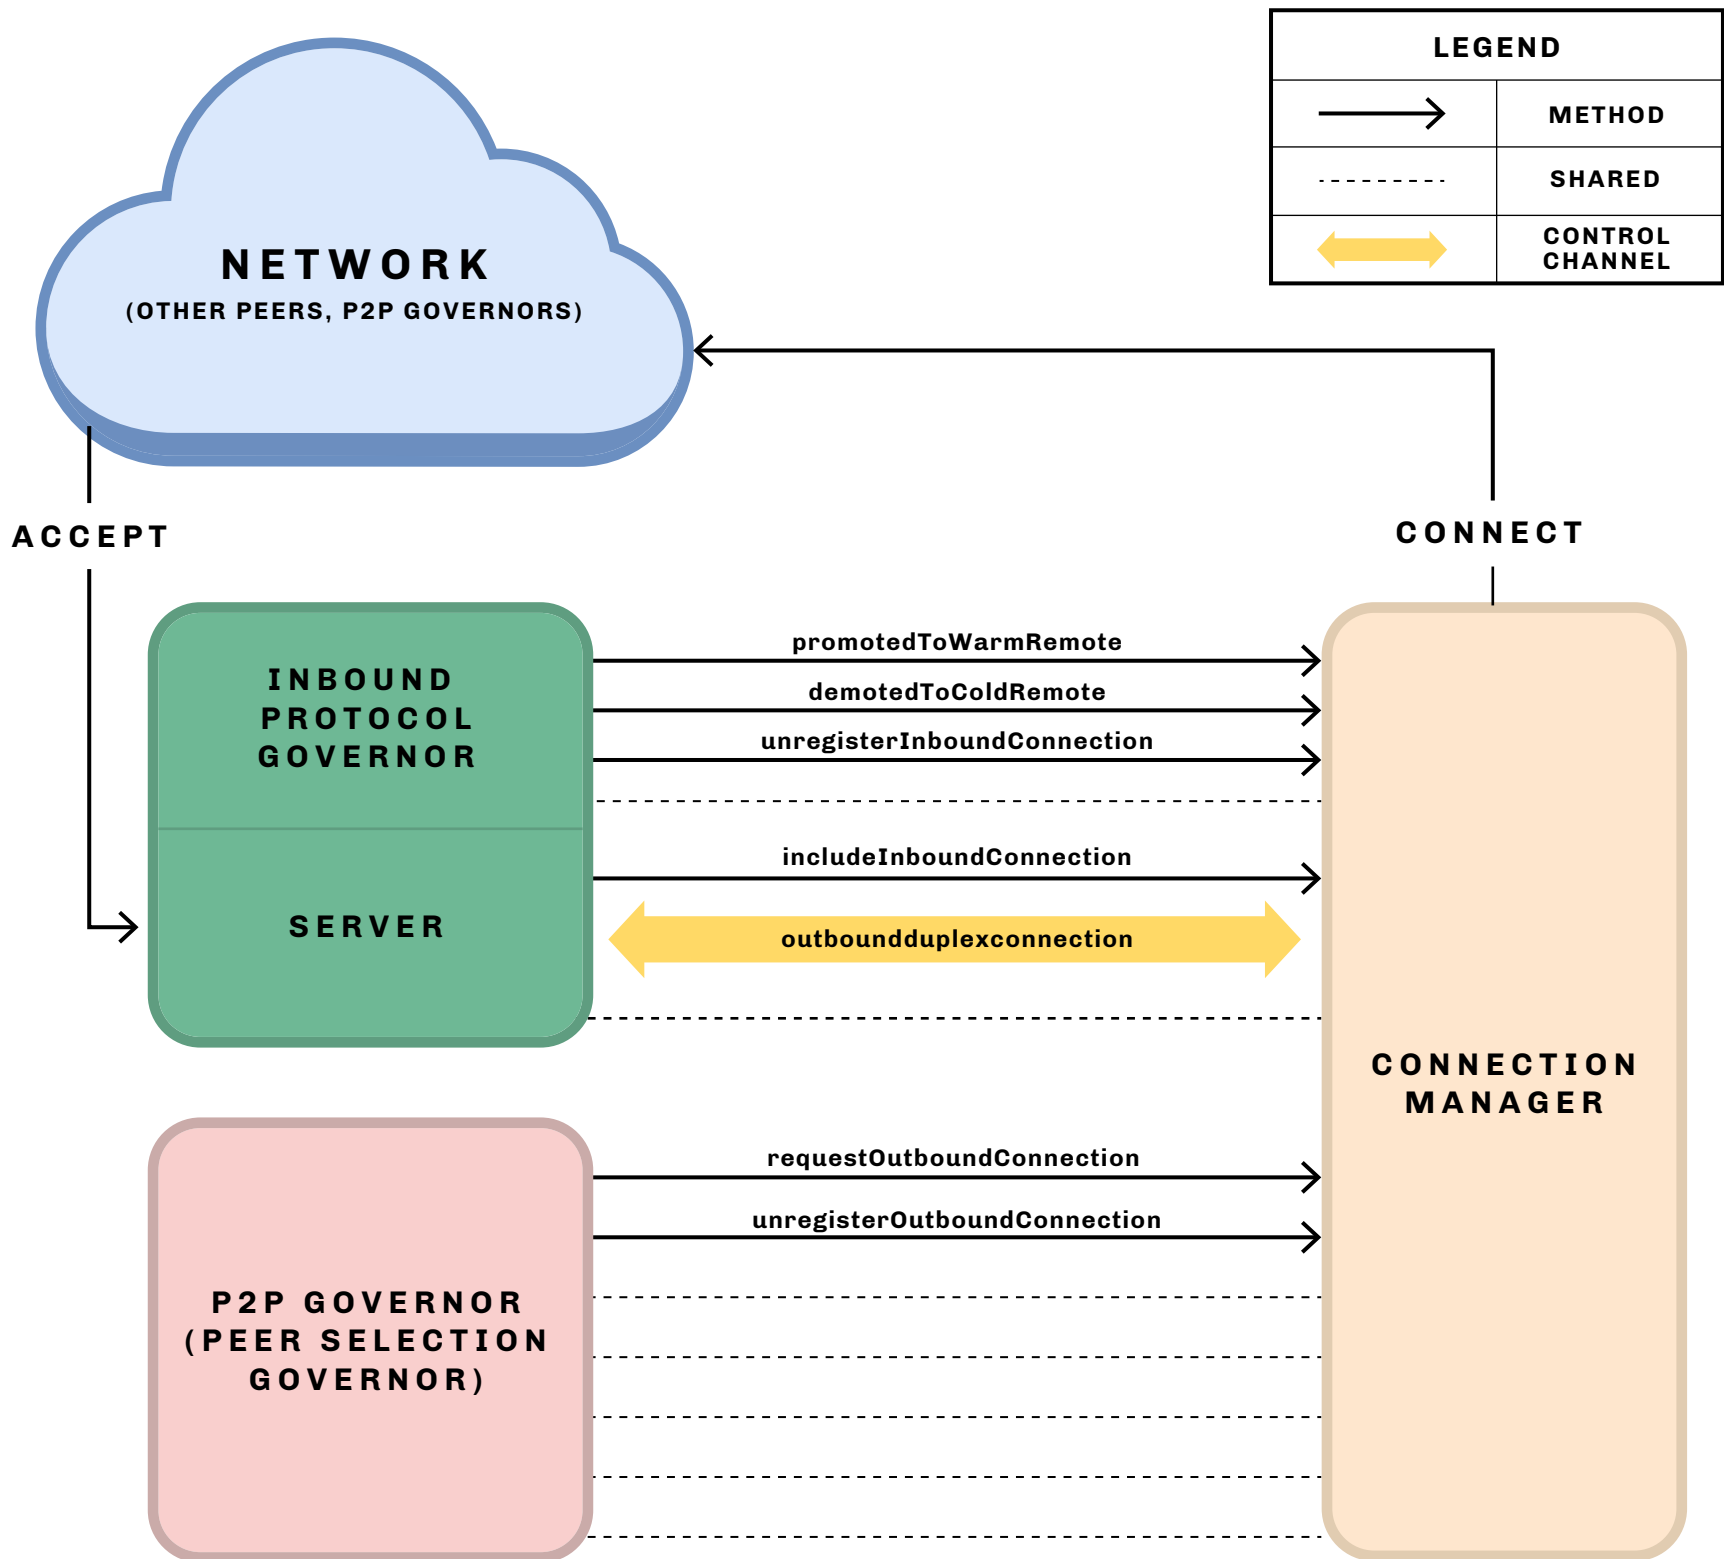 LEGEND
METHOD
SHARED
CONTROL
CHANNEL
NETWORK
(OTHER PEERS, P2P GOVERNORS)
ACCEPT
CONNECT
INBOUND
PROTOCOL
GOVERNOR
SERVER
promotedToWarmRemote
demotedToColdRemote
unregisterInboundConnection
includeInboundConnection
outboundduplexconnection
CONNECTION
MANAGER
P2P GOVERNOR
(PEER SELECTION
GOVERNOR)
requestOutboundConnection
unregisterOutboundConnection